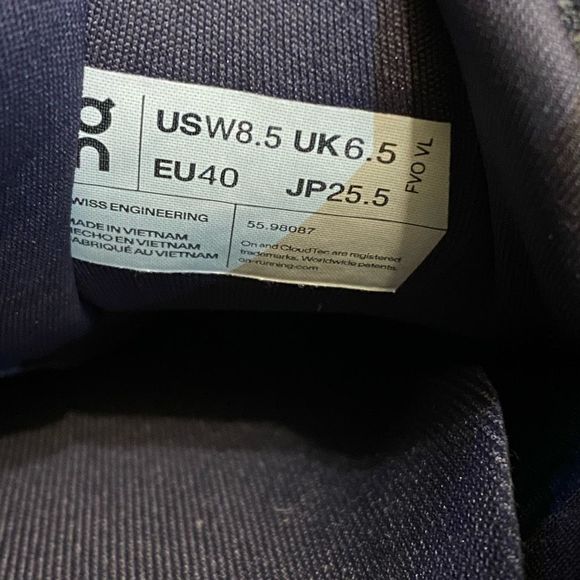 USW8.5 UK6.5
EU40 JP25.5
FVO VL
WISS ENGINEERING
MADE IN VIETNAM
HECHO EN VIETNAM
FABRIQUÉ AU VIETNAM
55.98087
On and CloudTec are registered
trademarks. Worldwide patents.
on-running.com